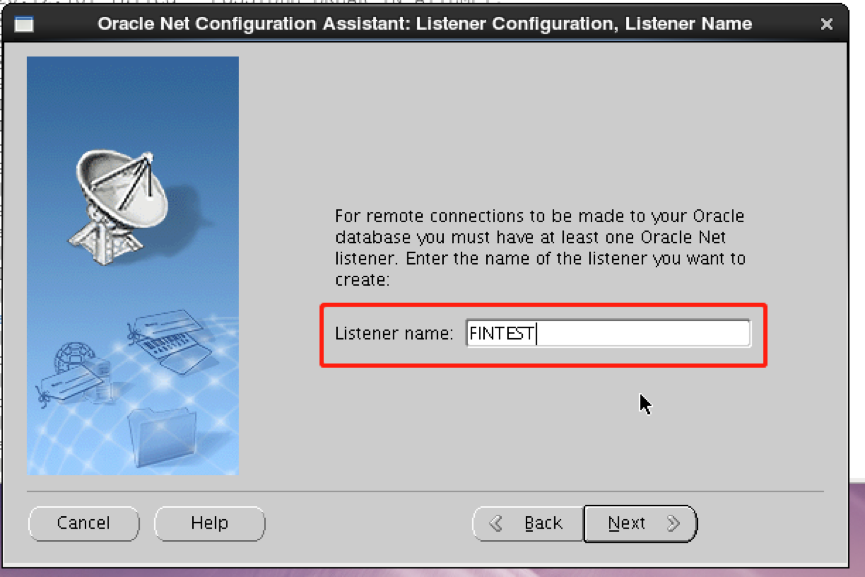 Oracle Net Configuration Assistant: Listener Configuration, Listener Name
For remote connections to be made to your Oracle
database you must have at least one Oracle Net
listener. Enter the name of the listener you want to
create:
Listener name: FINTEST
Cancel Help Back Next